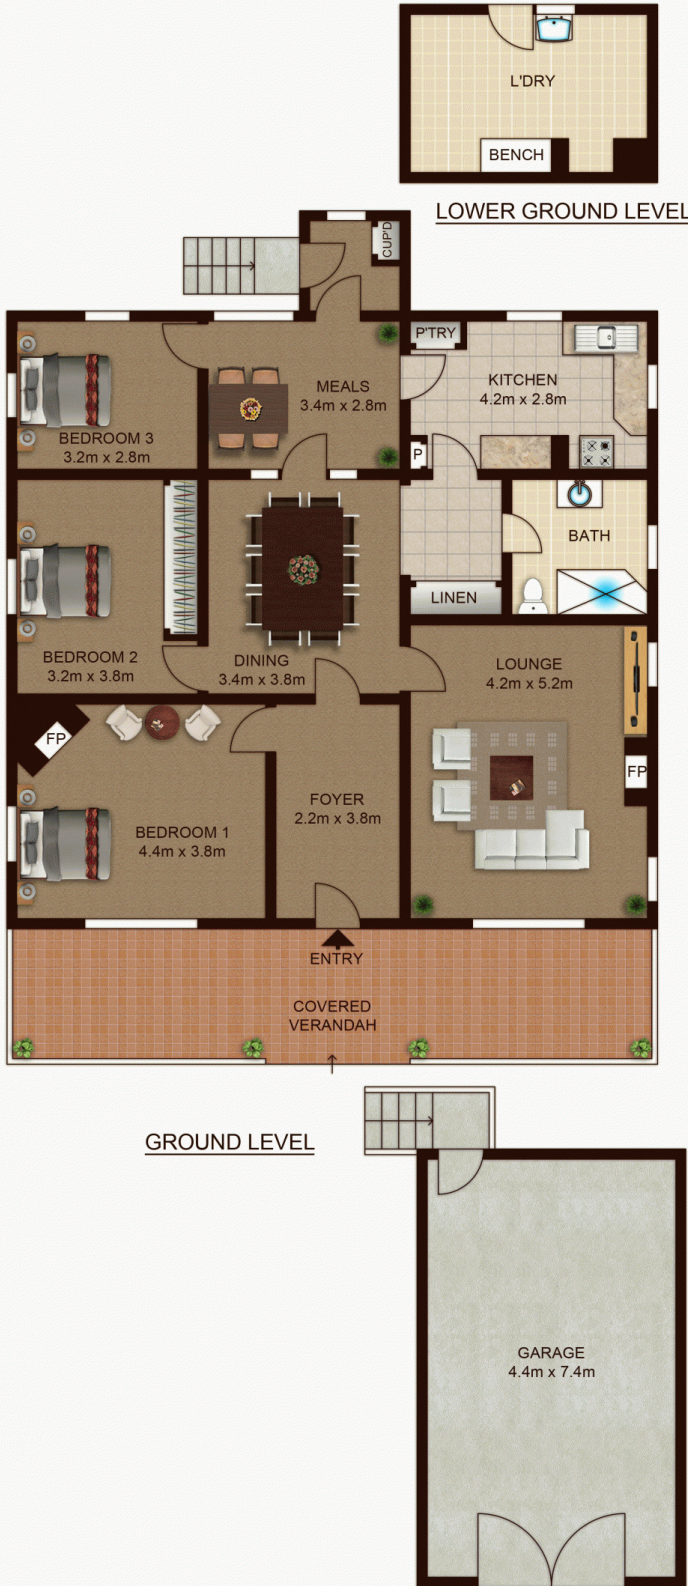 L'DRY
BENCH
LOWER GROUND LEVEL
CUP'D
P'TRY
MEALS
3.4m x 2.8m
KITCHEN
4.2m x 2.8m
BEDROOM 3
3.2m x 2.8m
P
BATH
LINEN
BEDROOM 2
3.2m x 3.8m
DINING
3.4m x 3.8m
LOUNGE
4.2m x 5.2m
FP
FP
FOYER
2.2m x 3.8m
BEDROOM 1
4.4m x 3.8m
ENTRY
COVERED
VERANDAH
GROUND LEVEL
GARAGE
4.4m x 7.4m